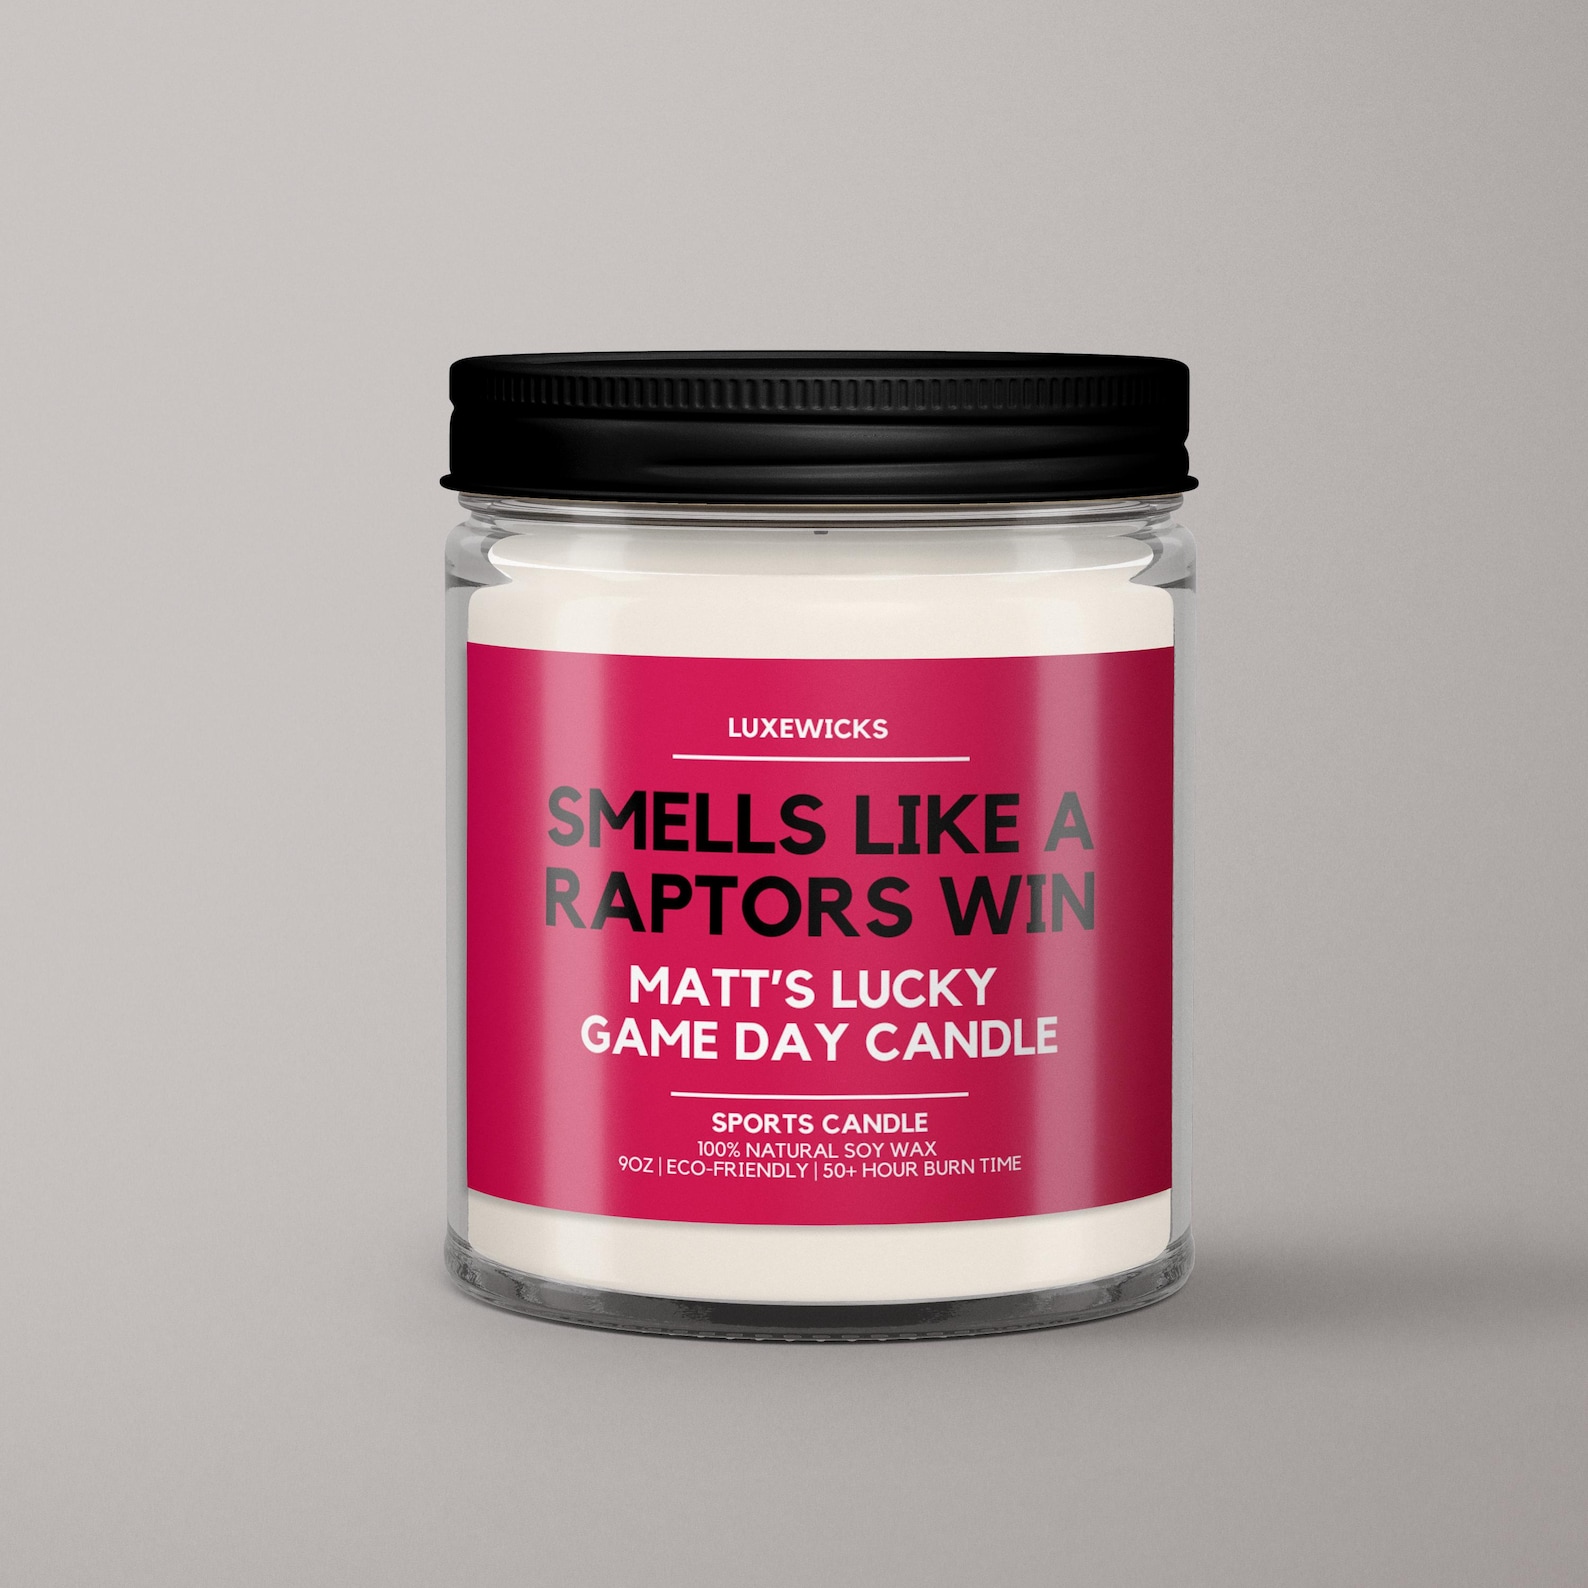 LUXEWICKS
SMELLS LIKE A
RAPTORS WIN
MATT'S LUCKY
GAME DAY CANDLE
SPORTS CANDLE
100% NATURAL SOY WAX
9OZ | ECO-FRIENDLY | 50+ HOUR BURN TIME